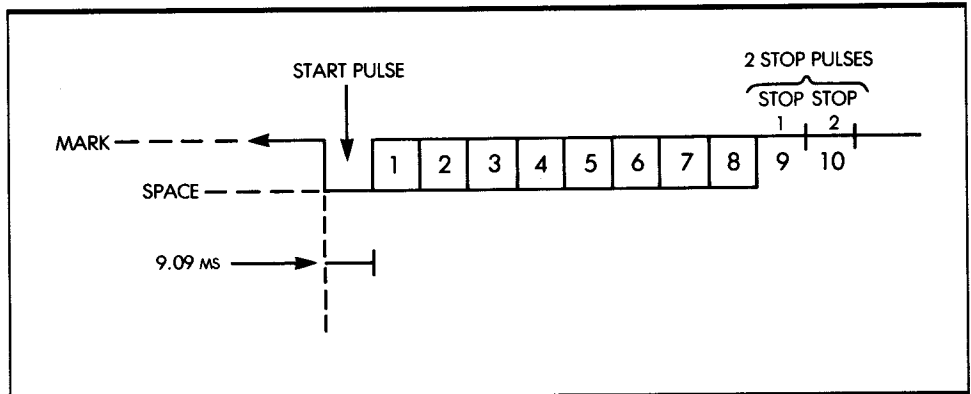 2 STOP PULSES
START PULSE
STOP STOP
1 2
MARK
1 2 3 4 5 6 7 8 9 10
SPACE
9.09 MS